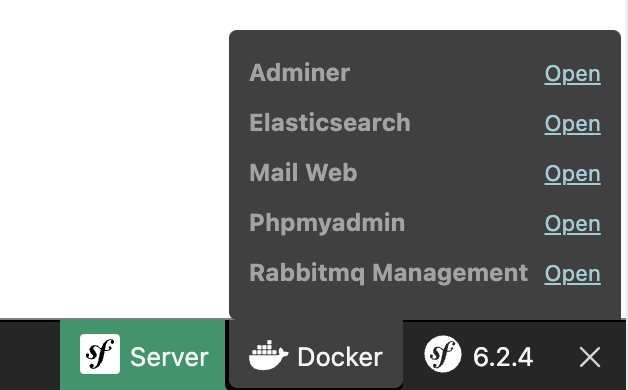 Adminer Open
Elasticsearch Open
Mail Web Open
Phpmyadmin Open
Rabbitmq Management Open
sf Server Docker sf 6.2.4